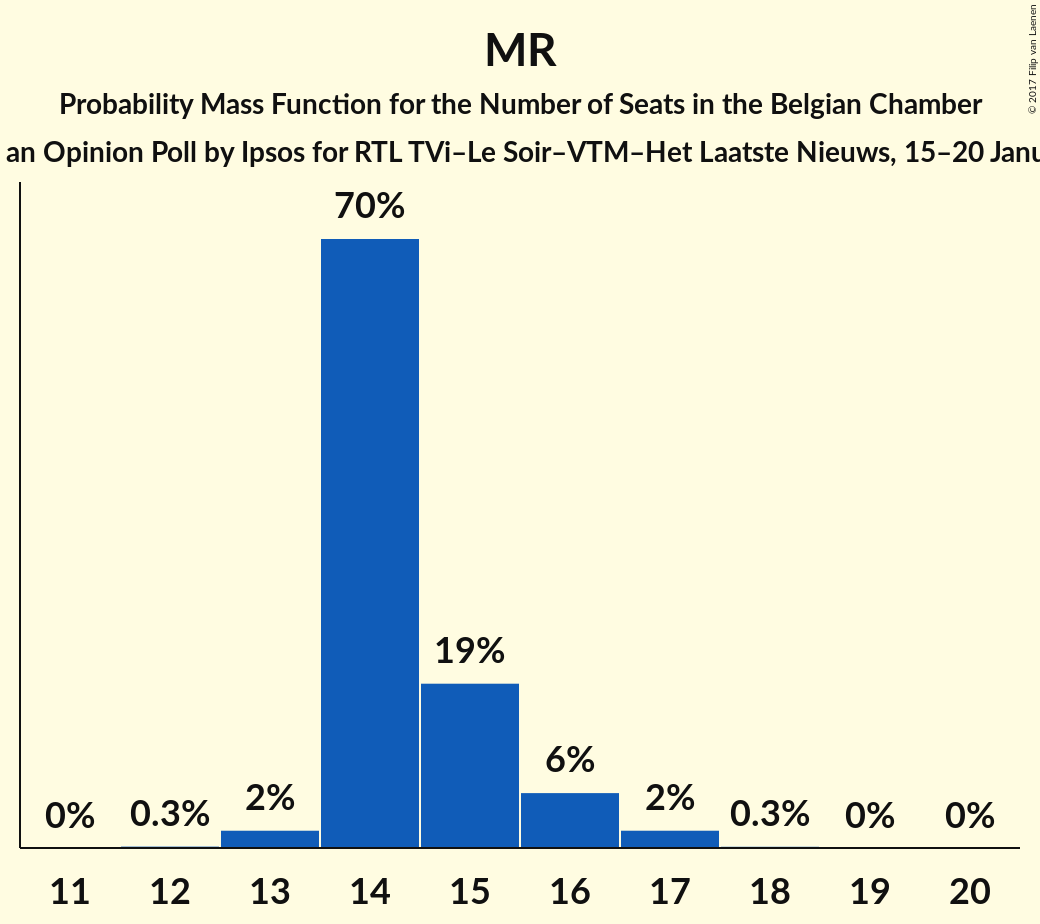 MR
Probability Mass Function for the Number of Seats in the Belgian Chamber
an Opinion Poll by Ipsos for RTL TVi–Le Soir–VTM–Het Laatste Nieuws, 15–20 Janu
© 2017 Filip van Laenen
70%
19%
6%
2%
2%
0.3%
0.3%
0%
0%
0%
11 12 13 14 15 16 17 18 19 20